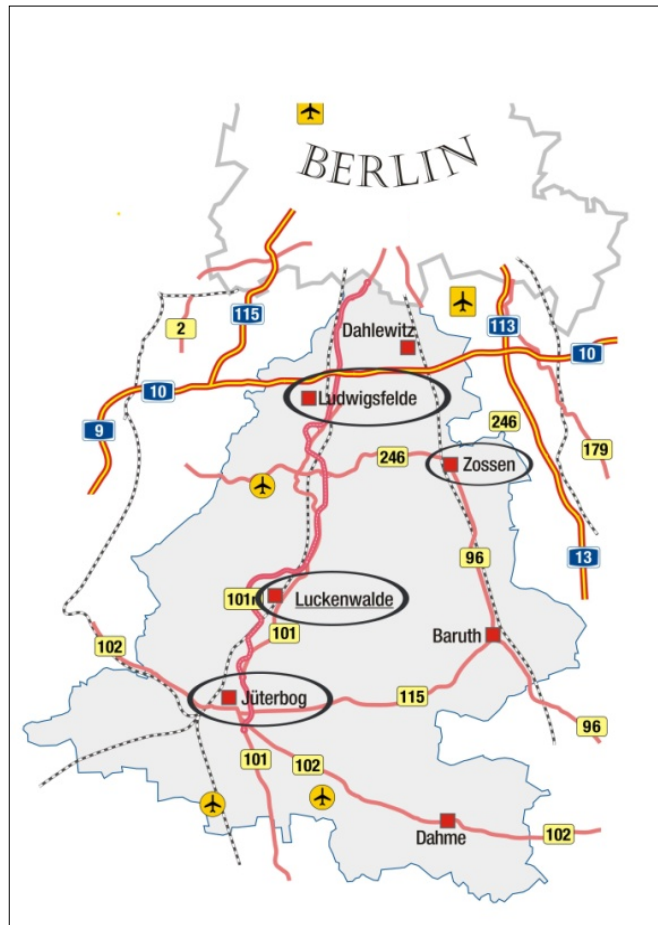 BERLIN
2
115
113
Dahlewitz
10
10
9
Ludwigsfelde
246
179
246
Zossen
96
13
101n
Luckenwalde
101
102
Baruth
Jüterbog
115
96
101
102
Dahme
102